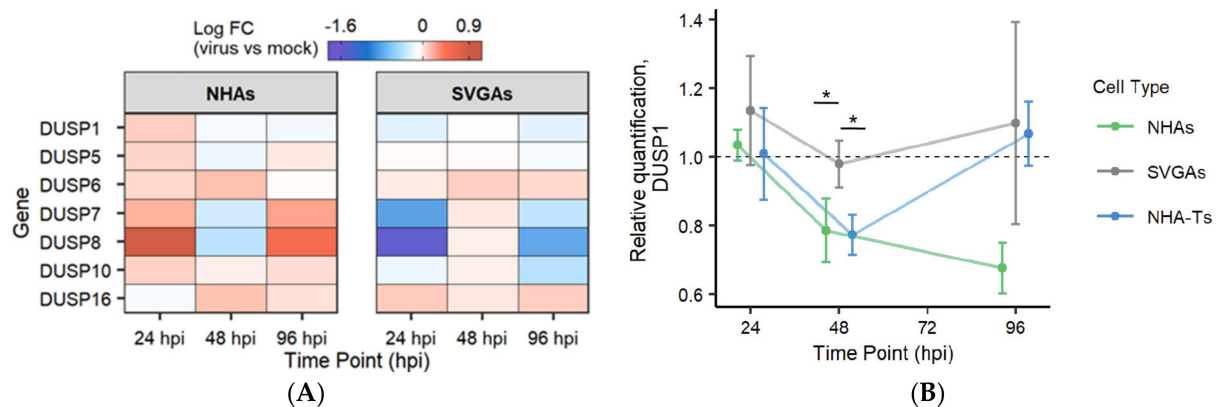 Log FC
(virus vs mock)
-1.6 0 0.9
NHAs SVGAs
Gene
DUSP1
DUSP5
DUSP6
DUSP7
DUSP8
DUSP10
DUSP16
24 hpi 48 hpi 96 hpi 24 hpi 48 hpi 96 hpi
Time Point (hpi)
(A)
Relative quantification,
DUSP1
1.4
1.2
1.0
0.8
0.6
*
*
24 48 72 96
Time Point (hpi)
Cell Type
NHAs
SVGAs
NHA-Ts
(B)